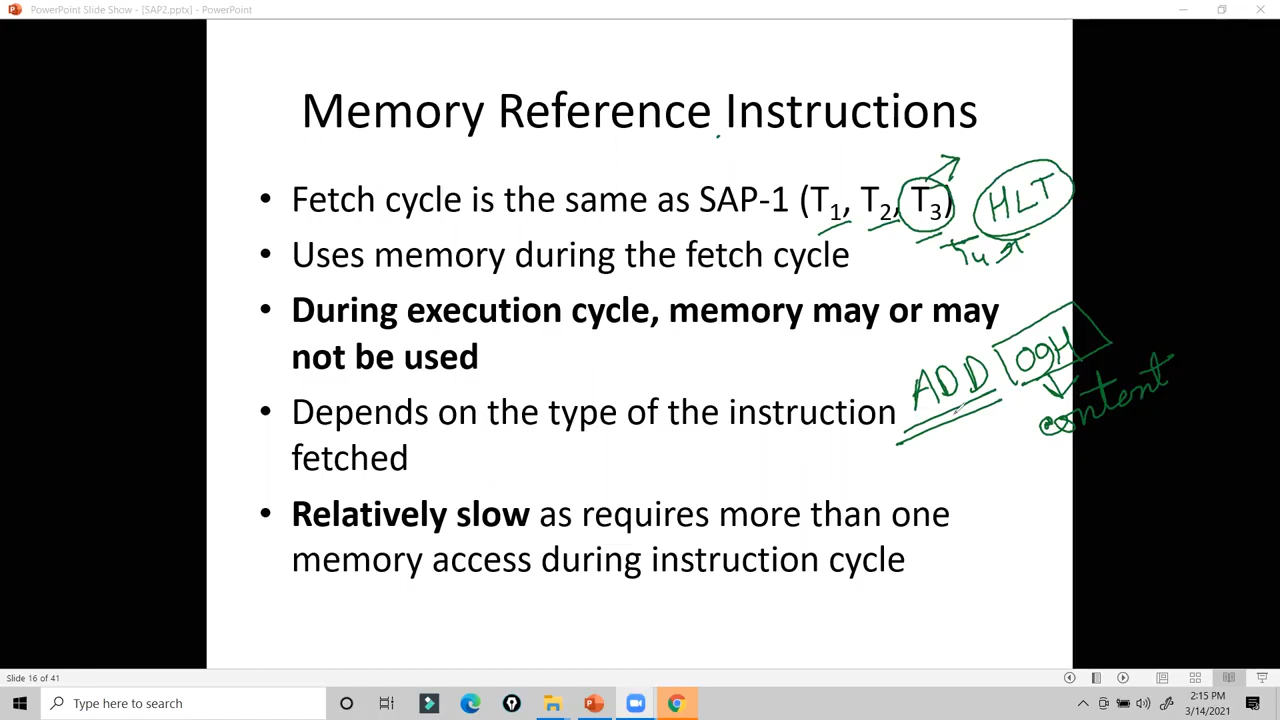 PowerPoint Slide Show - [SAP2.pptx] - PowerPoint
Memory Reference Instructions
• Fetch cycle is the same as SAP-1 (T1, T2, T3)
HLT
T4
• Uses memory during the fetch cycle
• During execution cycle, memory may or may
not be used
ADD 09H
content
• Depends on the type of the instruction
fetched
• Relatively slow as requires more than one
memory access during instruction cycle
Slide 16 of 41
Type here to search
2:15 PM
3/14/2021